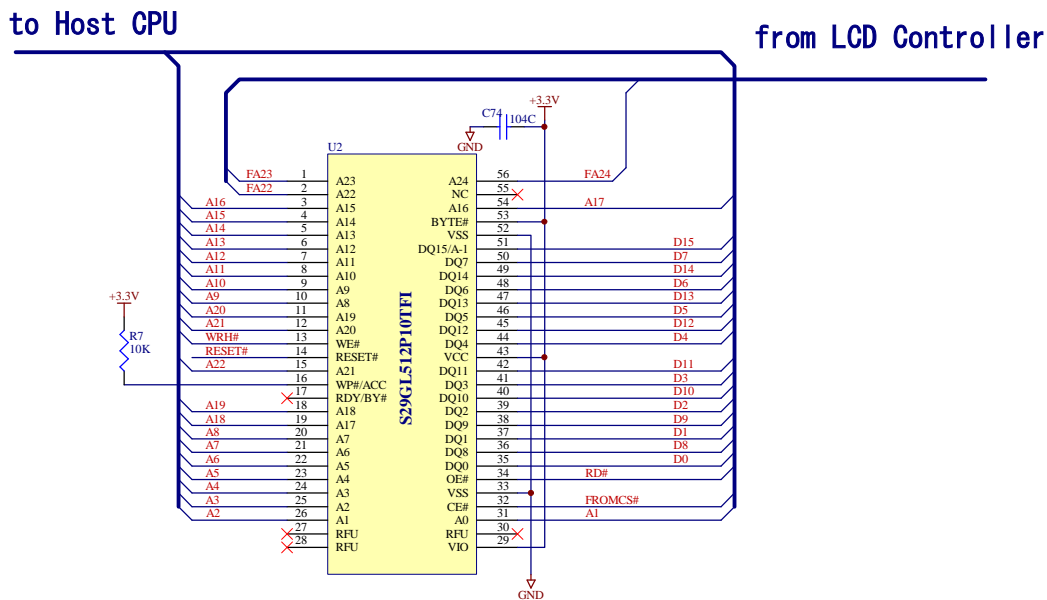 to Host CPU
from LCD Controller
+3.3V
C74
104C
GND
U2
FA23 1 A23 A24 56 FA24
FA22 2 A22 NC 55
A16 3 A15 A16 54 A17
A15 4 A14 BYTE# 53
A14 5 A13 VSS 52
A13 6 A12 DQ15/A-1 51 D15
A12 7 A11 DQ7 50 D7
A11 8 A10 DQ14 49 D14
A10 9 A9 DQ6 48 D6
A9 10 A8 DQ13 47 D13
A20 11 A19 DQ5 46 D5
A21 12 A20 DQ12 45 D12
WRH# 13 WE# DQ4 44 D4
RESET# 14 RESET# VCC 43
A22 15 A21 DQ11 42 D11
16 WP#/ACC DQ3 41 D3
17 RDY/BY# DQ10 40 D10
A19 18 A18 DQ2 39 D2
A18 19 A17 DQ9 38 D9
A8 20 A7 DQ1 37 D1
A7 21 A6 DQ8 36 D8
A6 22 A5 DQ0 35 D0
A5 23 A4 OE# 34 RD#
A4 24 A3 VSS 33
A3 25 A2 CE# 32 FROMCS#
A2 26 A1 A0 31 A1
27 RFU RFU 30
28 RFU VIO 29
S29GL512P10TFI
+3.3V
R7
10K
GND